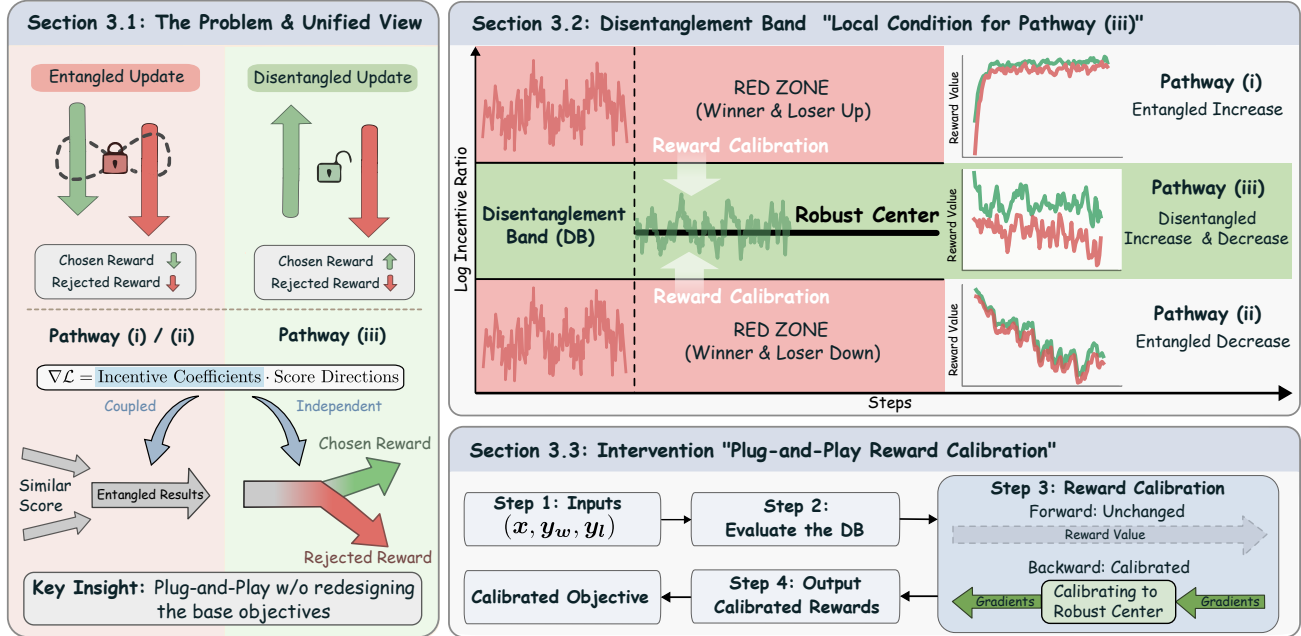 Section 3.1: The Problem & Unified View
Entangled Update
Disentangled Update
Chosen Reward
Rejected Reward
Chosen Reward
Rejected Reward
Pathway (i) / (ii)
Pathway (iii)
∇ℒ = Incentive Coefficients · Score Directions
Coupled
Independent
Chosen Reward
Similar
Score
Entangled Results
Rejected Reward
Key Insight: Plug-and-Play w/o redesigning
the base objectives
Section 3.2: Disentanglement Band "Local Condition for Pathway (iii)"
Log Incentive Ratio
RED ZONE
(Winner & Loser Up)
Reward Calibration
Disentanglement
Band (DB)
Robust Center
Reward Calibration
RED ZONE
(Winner & Loser Down)
Steps
Reward Value
Pathway (i)
Entangled Increase
Reward Value
Pathway (iii)
Disentangled
Increase & Decrease
Reward Value
Pathway (ii)
Entangled Decrease
Section 3.3: Intervention "Plug-and-Play Reward Calibration"
Step 1: Inputs
(x, y_w, y_l)
Step 2:
Evaluate the DB
Step 3: Reward Calibration
Forward: Unchanged
Reward Value
Backward: Calibrated
Gradients
Calibrating to
Robust Center
Gradients
Step 4: Output
Calibrated Rewards
Calibrated Objective